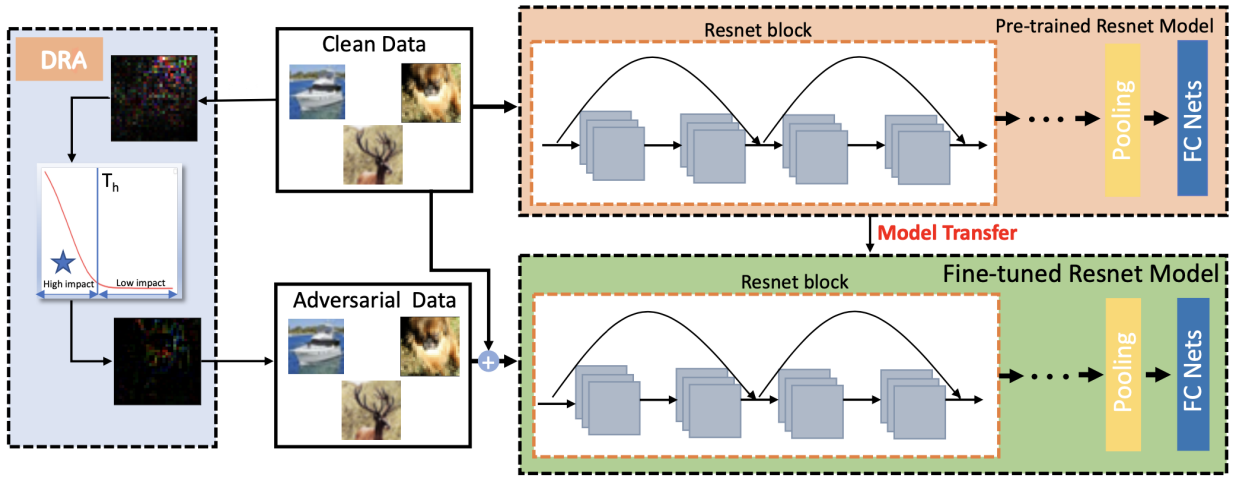 DRA
T_h
High impact
Low impact
Clean Data
Adversarial Data
+
Resnet block
Pre-trained Resnet Model
Pooling
FC Nets
Model Transfer
Fine-tuned Resnet Model
Resnet block
Pooling
FC Nets